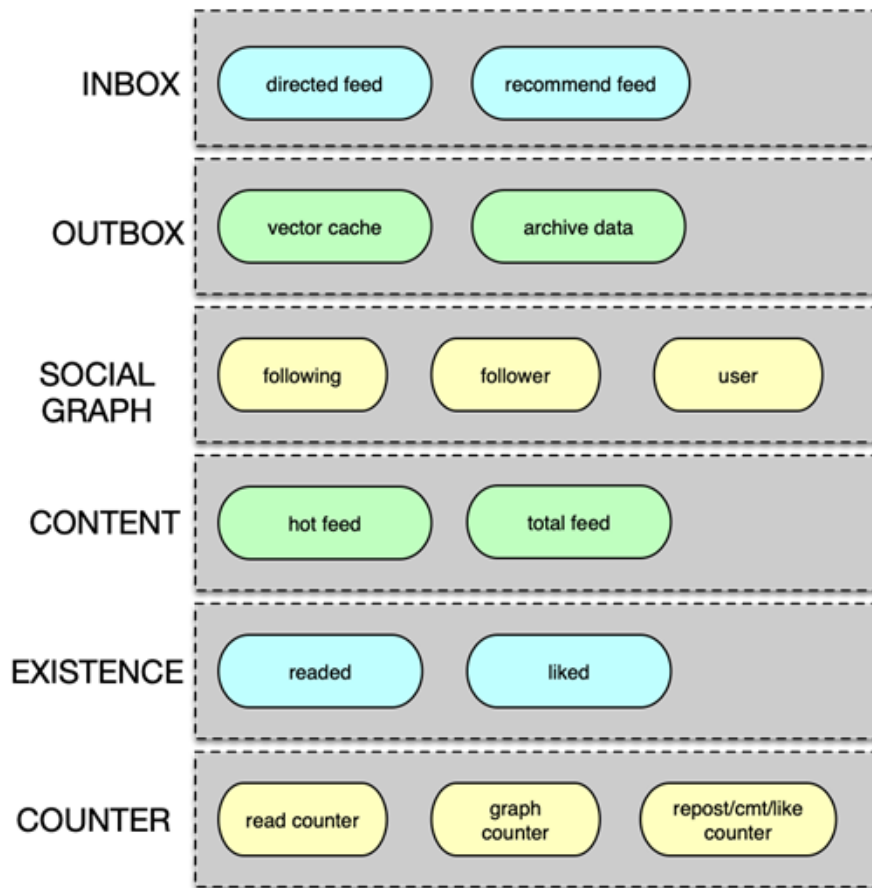 INBOX
directed feed
recommend feed
OUTBOX
vector cache
archive data
SOCIAL
GRAPH
following
follower
user
CONTENT
hot feed
total feed
EXISTENCE
readed
liked
COUNTER
read counter
graph
counter
repost/cmt/like
counter